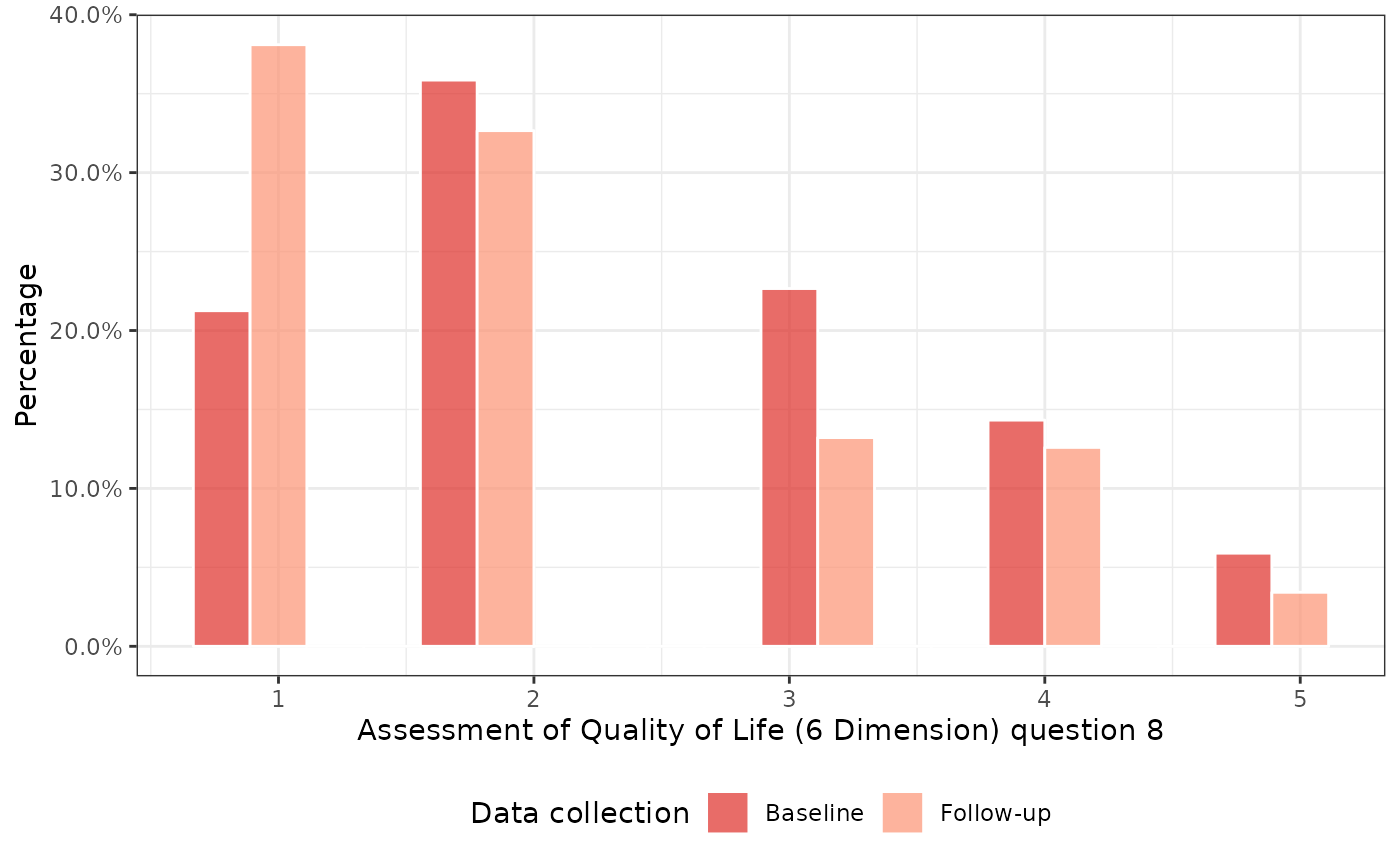 40.0%
30.0%
20.0%
10.0%
0.0%
Percentage
1 2 3 4 5
Assessment of Quality of Life (6 Dimension) question 8
Data collection Baseline Follow-up